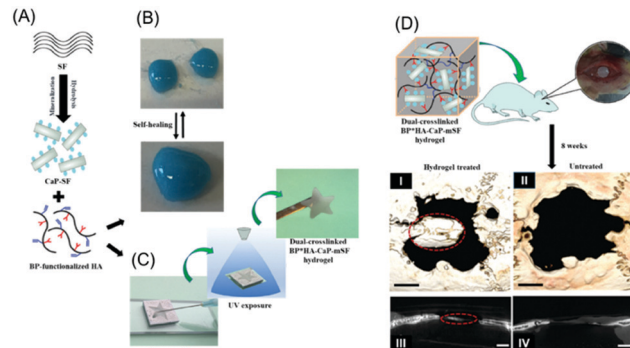 (A)
SF
Mineralization
Hydrolysis
CaP-SF
+
BP-functionalized HA
(B)
Self-healing
(C)
UV exposure
Dual-crosslinked
BP*HA-CaP-mSF
hydrogel
(D)
Dual-crosslinked
BP*HA-CaP-mSF
hydrogel
8 weeks
Hydrogel treated
Untreated
I
II
III
IV